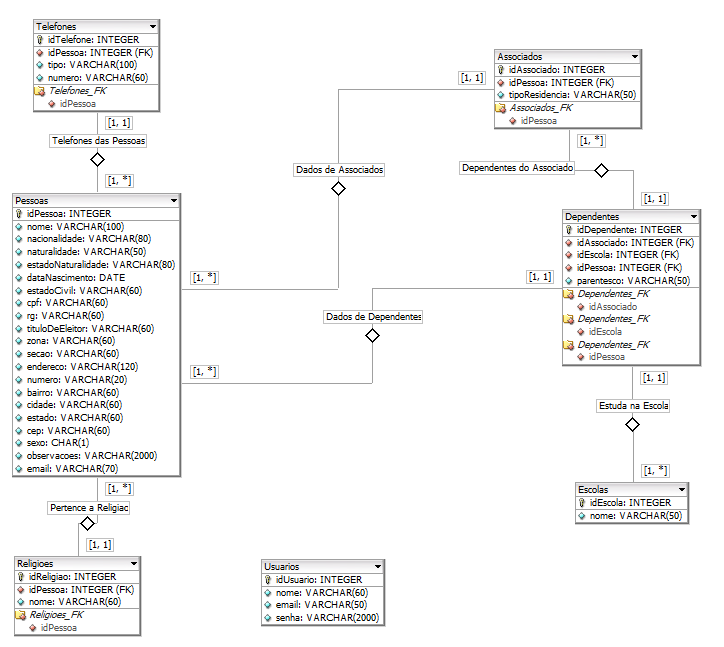 Telefones
idTelefone: INTEGER
idPessoa: INTEGER (FK)
tipo: VARCHAR(100)
numero: VARCHAR(60)
Telefones_FK
idPessoa
[1, 1]
Telefones das Pessoas
[1, *]
Pessoas
idPessoa: INTEGER
nome: VARCHAR(100)
nacionalidade: VARCHAR(80)
naturalidade: VARCHAR(50)
estadoNaturalidade: VARCHAR(80)
dataNascimento: DATE
estadoCivil: VARCHAR(60)
cpf: VARCHAR(60)
rg: VARCHAR(60)
tituloDeEleitor: VARCHAR(60)
zona: VARCHAR(60)
secao: VARCHAR(60)
endereco: VARCHAR(120)
numero: VARCHAR(20)
bairro: VARCHAR(60)
cidade: VARCHAR(60)
estado: VARCHAR(60)
cep: VARCHAR(60)
sexo: CHAR(1)
observacoes: VARCHAR(2000)
email: VARCHAR(70)
[1, *]
Pertence a Religiac
[1, 1]
Religioes
idReligiao: INTEGER
idPessoa: INTEGER (FK)
nome: VARCHAR(60)
Religioes_FK
idPessoa
[1, 1]
Dados de Associados
[1, *]
[1, 1]
Dados de Dependentes
[1, *]
Associados
idAssociado: INTEGER
idPessoa: INTEGER (FK)
tipoResidencia: VARCHAR(50)
Associados_FK
idPessoa
[1, *]
Dependentes do Associado
[1, 1]
Dependentes
idDependente: INTEGER
idAssociado: INTEGER (FK)
idEscola: INTEGER (FK)
idPessoa: INTEGER (FK)
parentesco: VARCHAR(50)
Dependentes_FK
idAssociado
Dependentes_FK
idEscola
Dependentes_FK
idPessoa
[1, 1]
Estuda na Escola
[1, *]
Escolas
idEscola: INTEGER
nome: VARCHAR(50)
Usuarios
idUsuario: INTEGER
nome: VARCHAR(60)
email: VARCHAR(50)
senha: VARCHAR(2000)